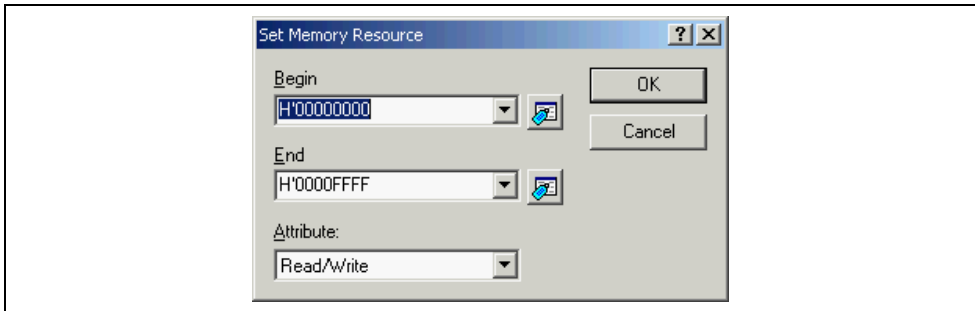 Set Memory Resource
Begin
H'00000000
OK
Cancel
End
H'0000FFFF
Attribute:
Read/Write